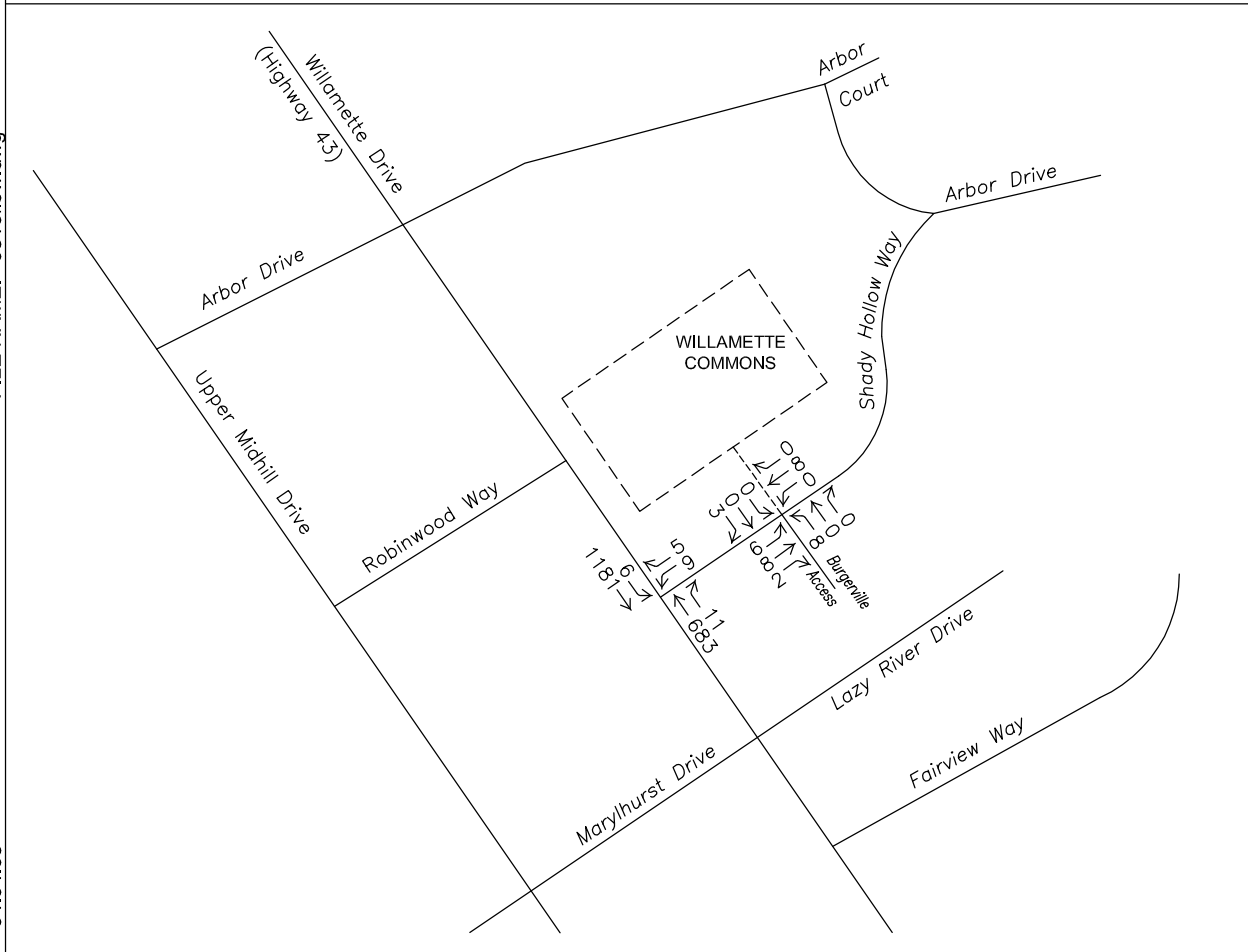 Arbor
Court
Willamette Drive
(Highway 43)
Arbor Drive
Arbor Drive
Shady Hollow Way
WILLAMETTE
COMMONS
Upper Midhill Drive
Robinwood Way
0
8
0
0
0
3
0
0
8
6
8
2
Burgerville
Access
5
9
6
1181
11
683
Lazy River Drive
Marylhurst Drive
Fairview Way